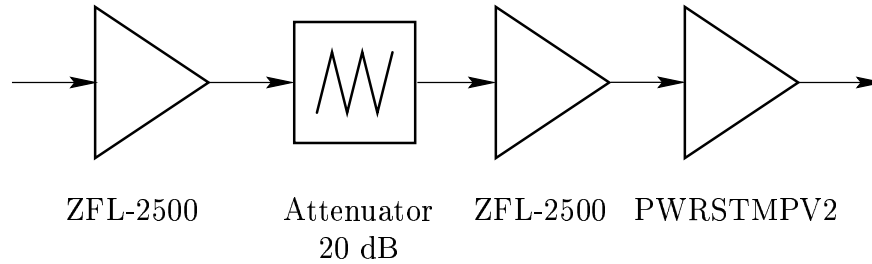 ZFL-2500
Attenuator
20 dB
ZFL-2500
PWRSTMPV2